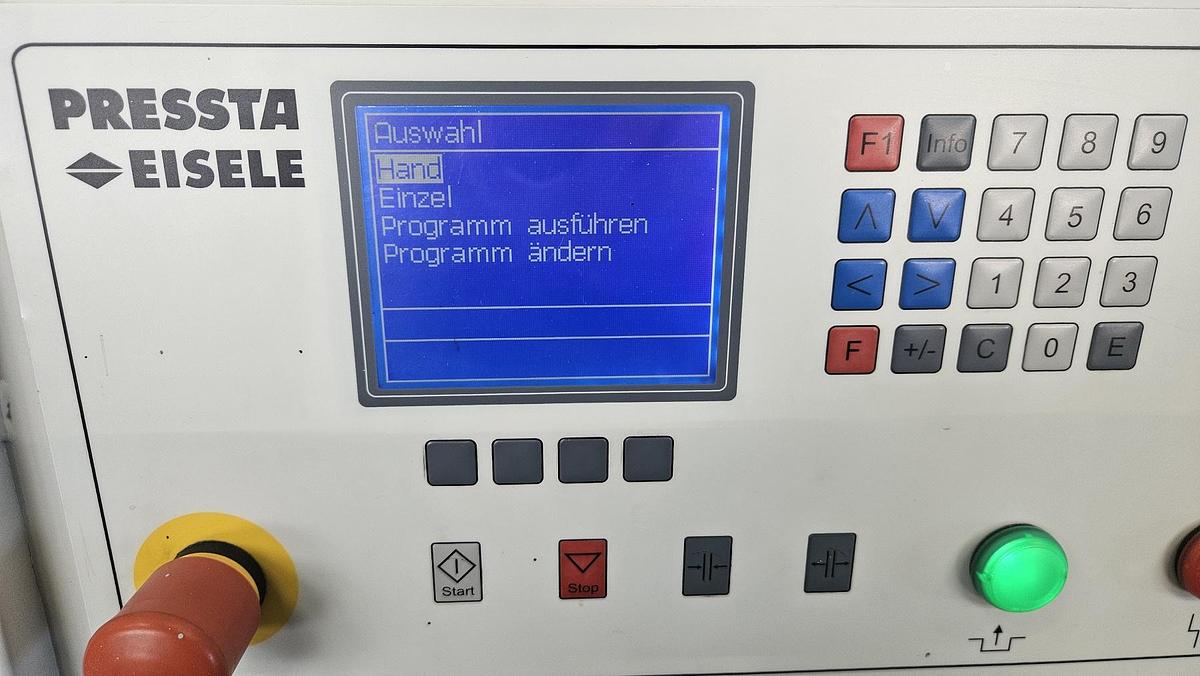 PRESSTA
EISELE
Auswahl
Hand
Einzel
Programm ausführen
Programm ändern
F1 Info 7 8 9
Λ V 4 5 6
< > 1 2 3
F +/- C 0 E
Start
Stop